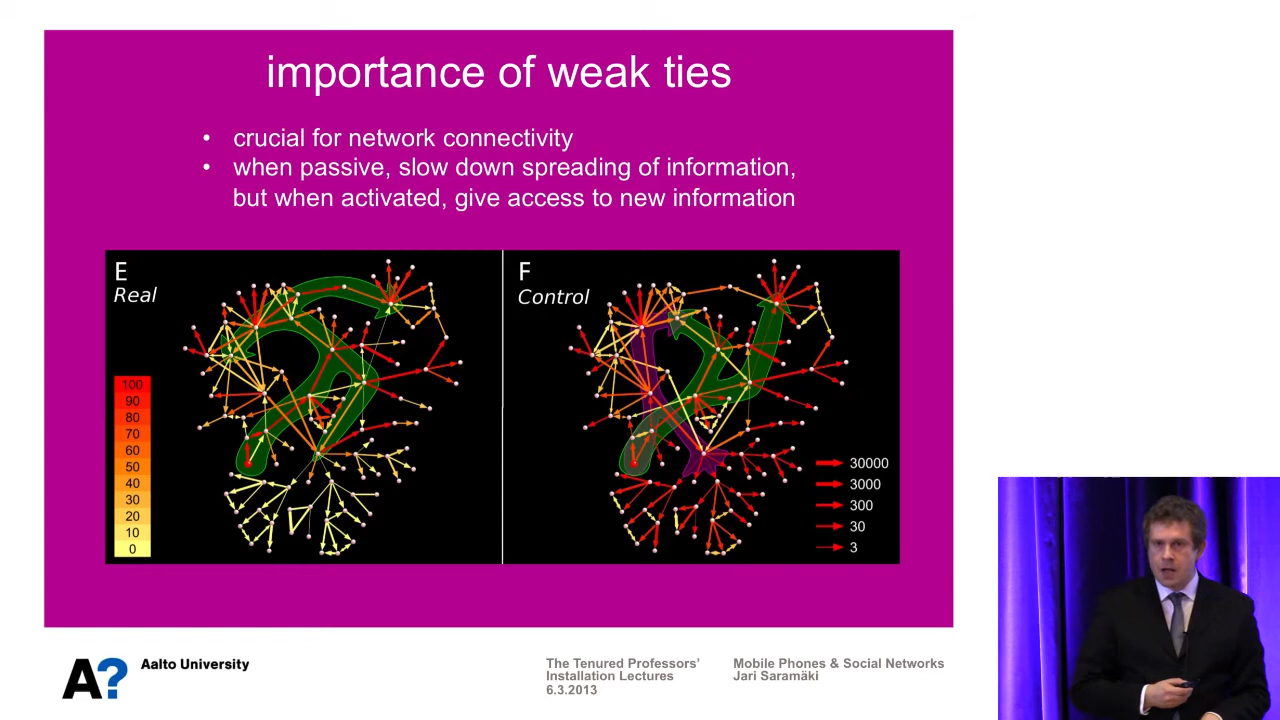 importance of weak ties
• crucial for network connectivity
• when passive, slow down spreading of information,
but when activated, give access to new information
E
Real
F
Control
100
90
80
70
60
50
40
30
20
10
0
30000
3000
300
30
3
A?
Aalto University
The Tenured Professors'
Installation Lectures
6.3.2013
Mobile Phones & Social Networks
Jari Saramäki